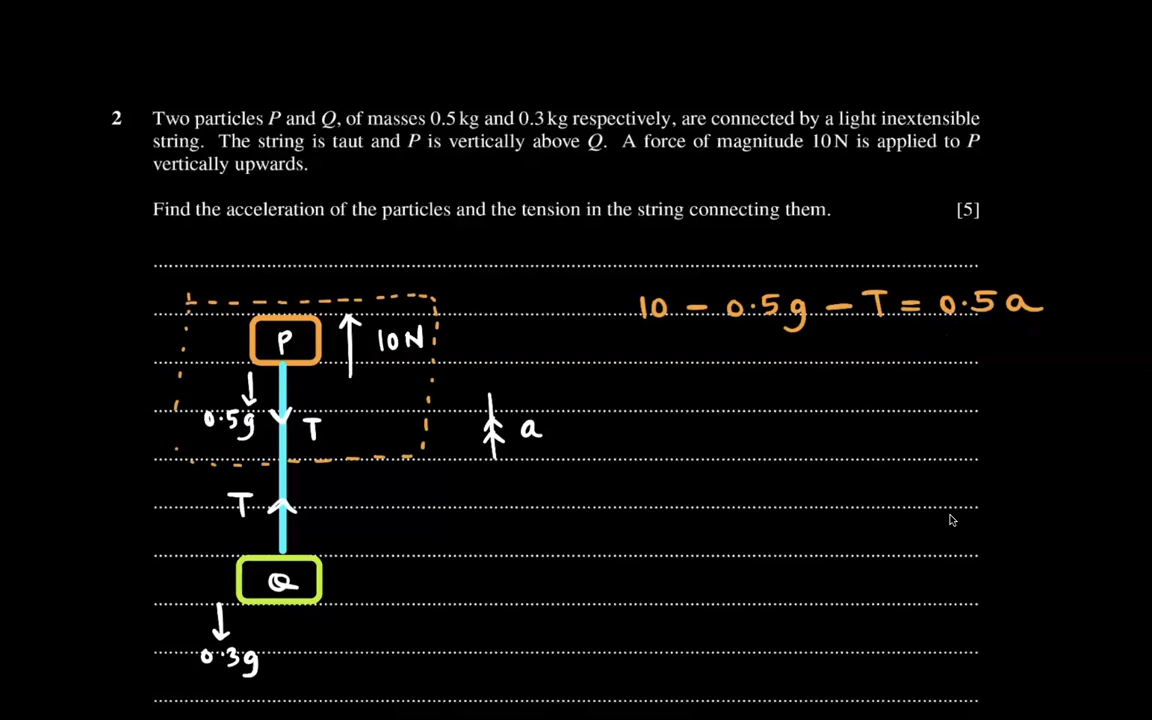 2 Two particles P and Q, of masses 0.5 kg and 0.3 kg respectively, are connected by a light inextensible
string. The string is taut and P is vertically above Q. A force of magnitude 10 N is applied to P
vertically upwards.
Find the acceleration of the particles and the tension in the string connecting them. [5]
10 - 0.5g - T = 0.5a
P
10N
0.5g
T
a
T
Q
0.3g